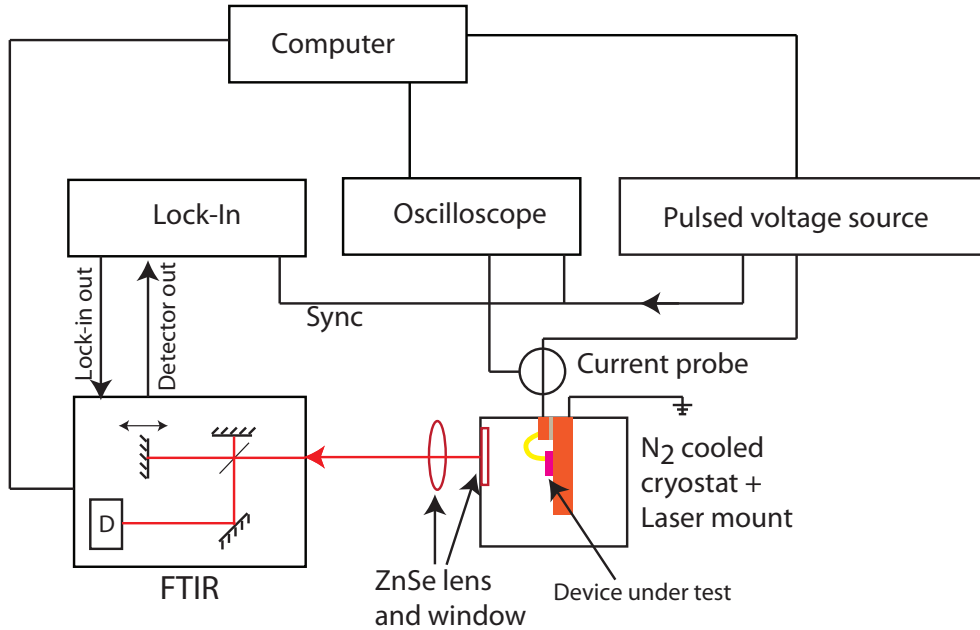 Computer
Lock-In
Oscilloscope
Pulsed voltage source
Lock-in out
Detector out
Sync
Current probe
N2 cooled
cryostat +
Laser mount
D
FTIR
ZnSe lens
and window
Device under test